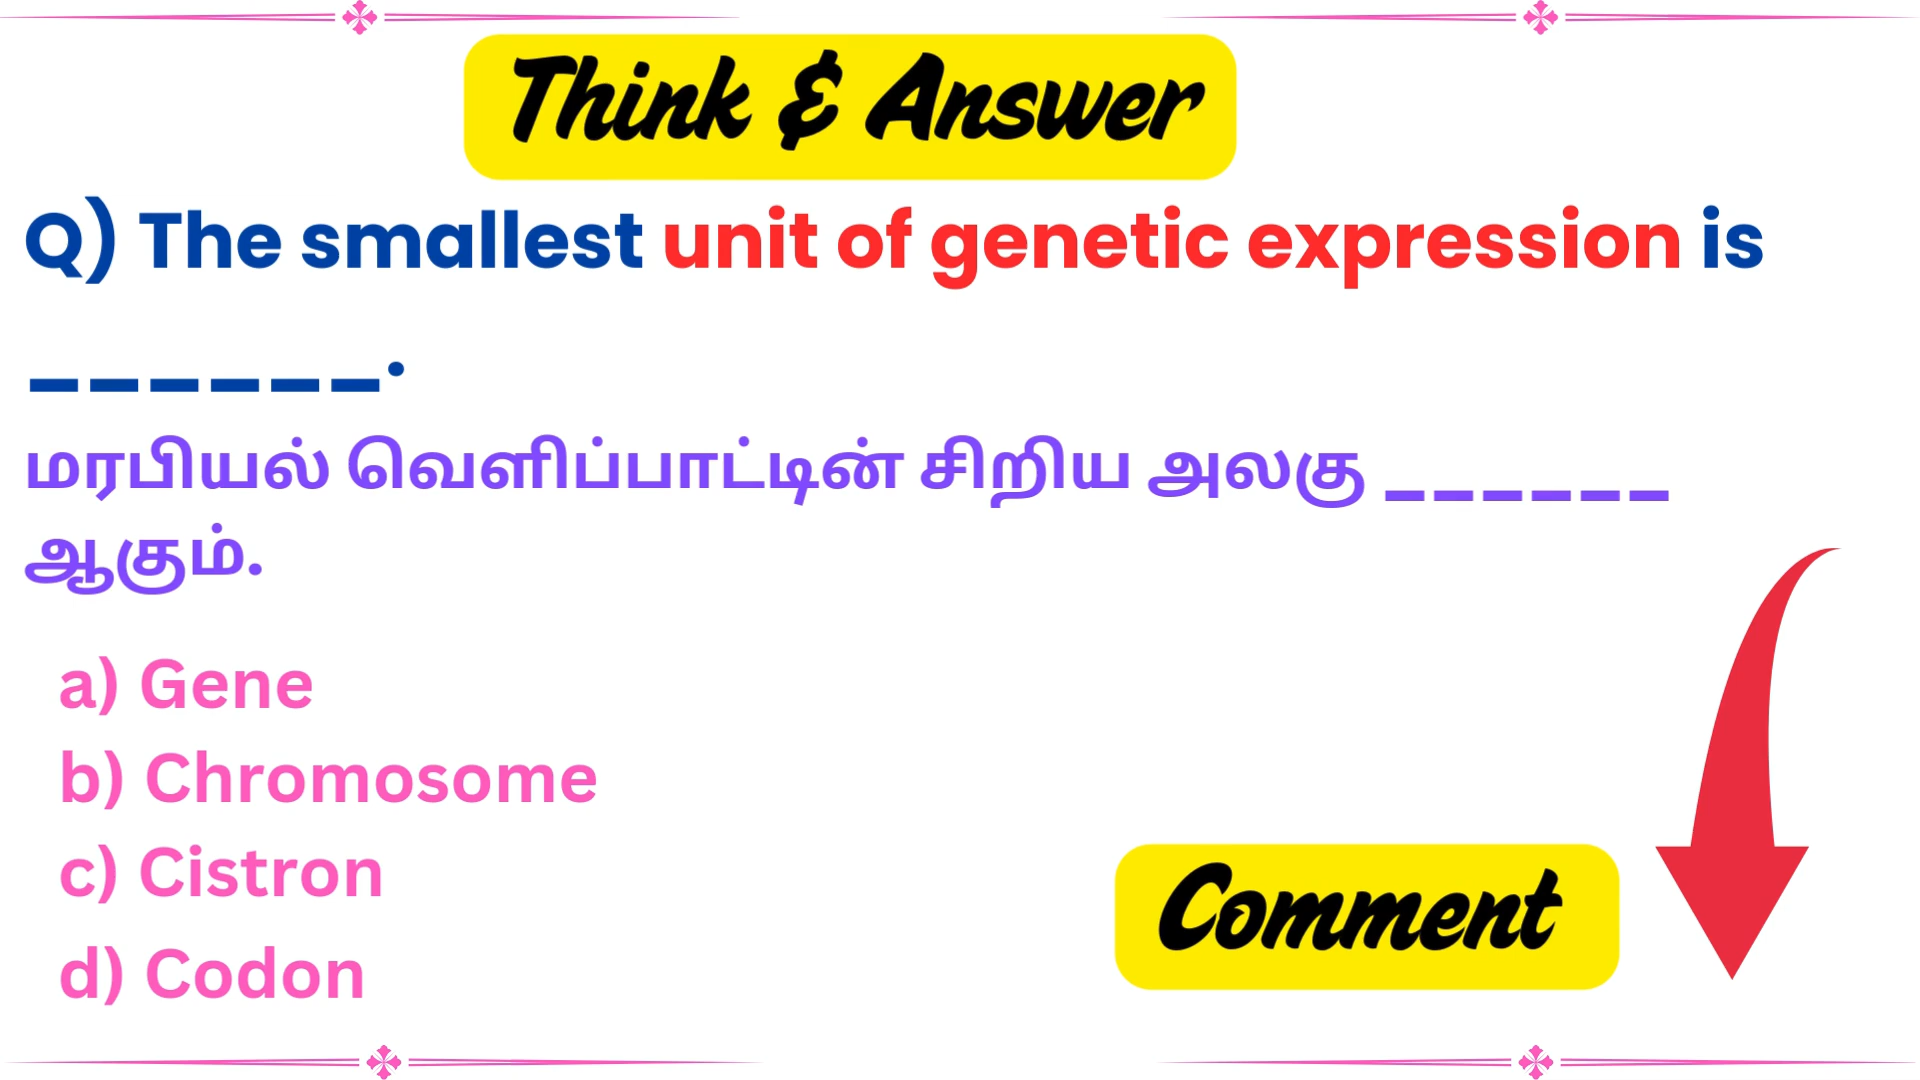 Think & Answer
Q) The smallest unit of genetic expression is
______.
மரபியல் வெளிப்பாட்டின் சிறிய அலகு ______
ஆகும்.
a) Gene
b) Chromosome
c) Cistron
d) Codon
Comment